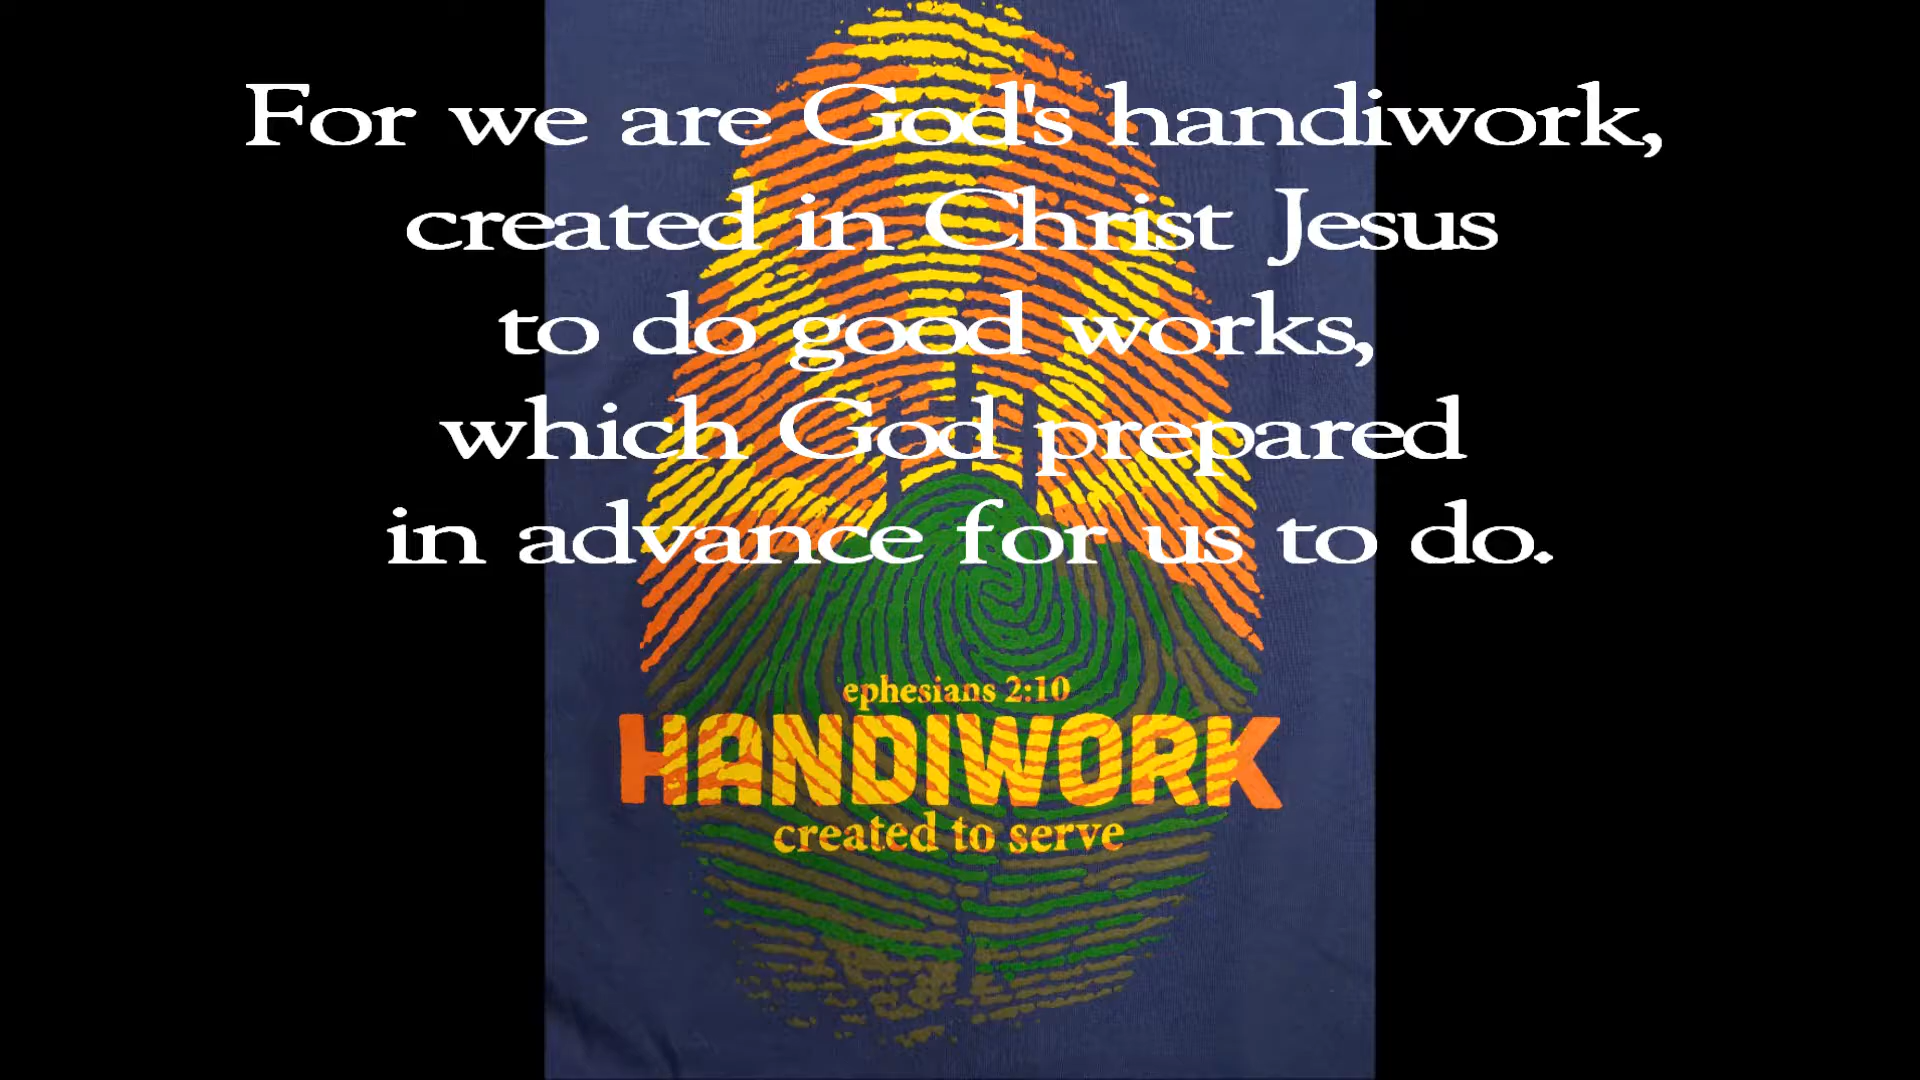 For we are God's handiwork,
created in Christ Jesus
to do good works,
which God prepared
in advance for us to do.
ephesians 2:10
HANDIWORK
created to serve